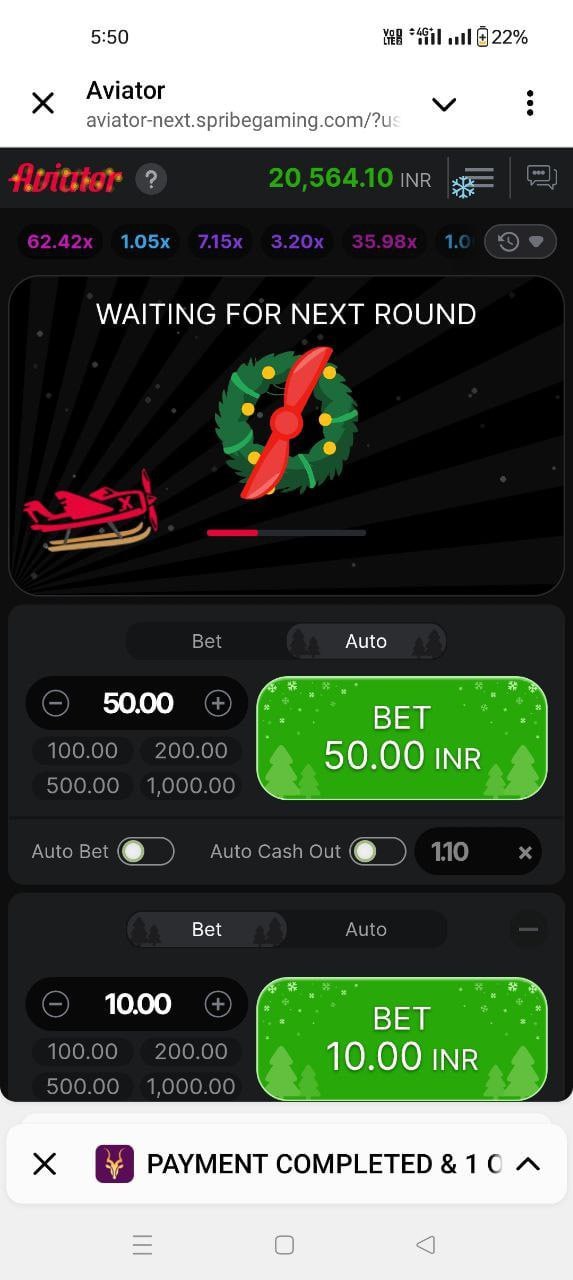 5:50 VoLTE 4G+ 22%
Aviator
aviator-next.spribegaming.com/?us
Aviator ? 20,564.10 INR
62.42x 1.05x 7.15x 3.20x 35.98x 1.0
WAITING FOR NEXT ROUND
X
Bet Auto
50.00
BET
50.00 INR
100.00 200.00
500.00 1,000.00
Auto Bet Auto Cash Out 1.10 ×
Bet Auto
10.00
BET
10.00 INR
100.00 200.00
500.00 1,000.00
PAYMENT COMPLETED & 1